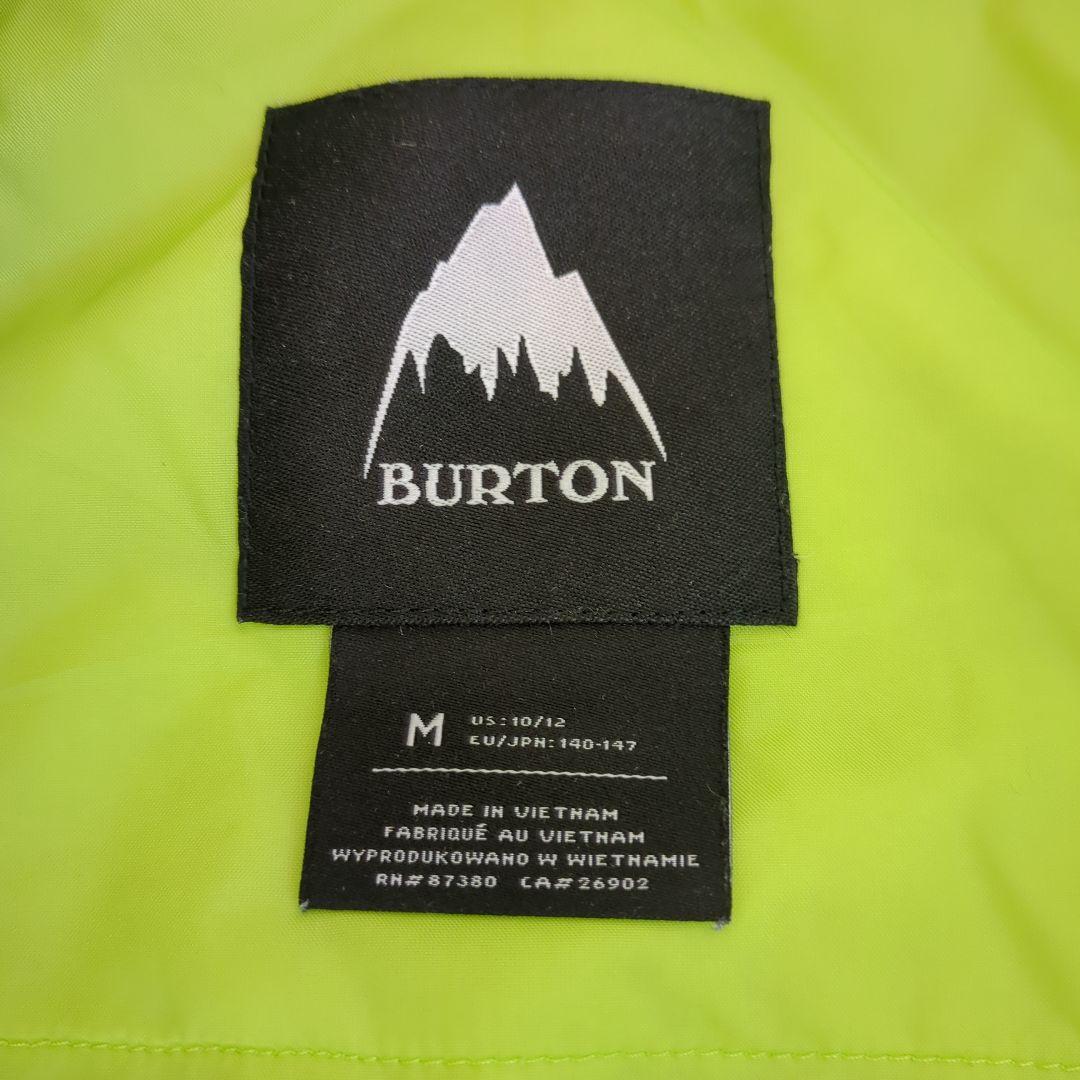 BURTON
M US:10/12
EU/JPN:140-147
MADE IN VIETNAM
FABRIQUÉ AU VIETNAM
WYPRODUKOWANO W WIETNAMIE
RN#87380 CA#26902